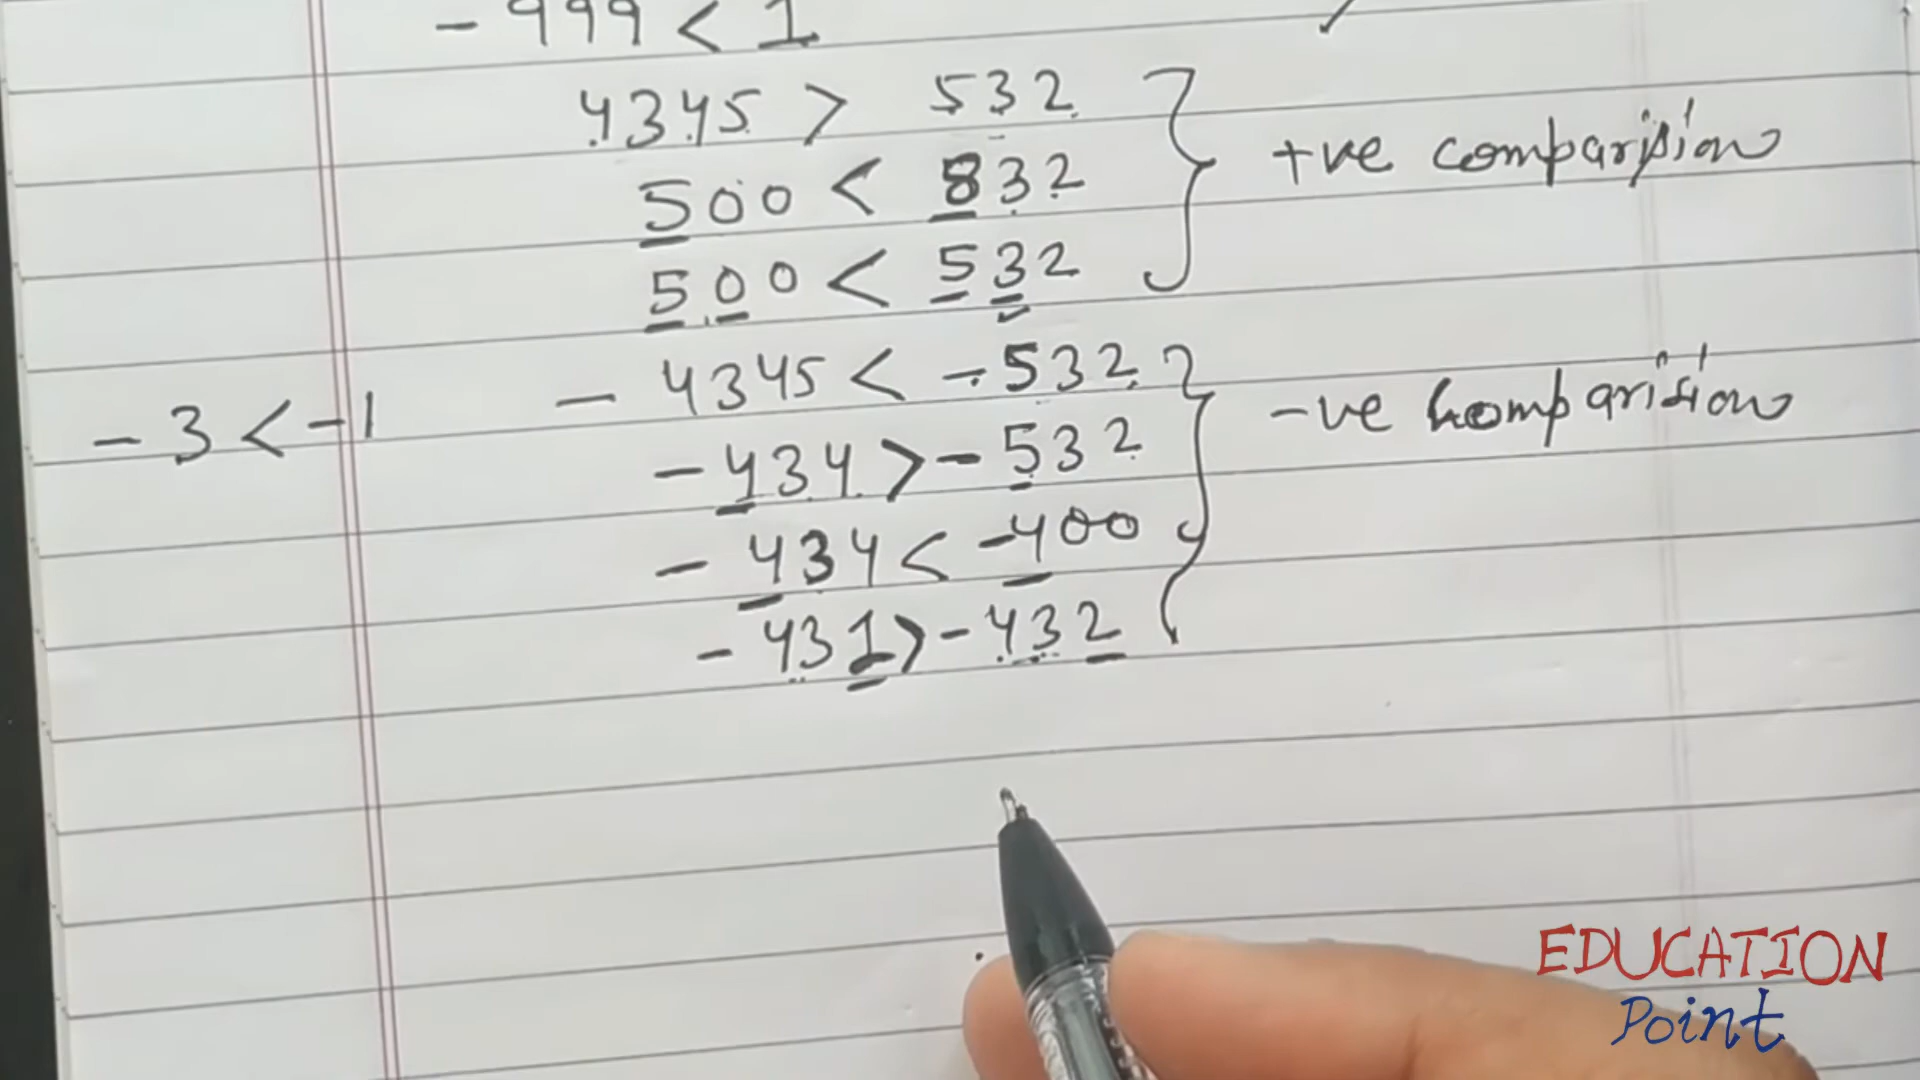 - 999 < 1
4345 > 532
500 < 832
+ve comparision
500 < 532
- 4345 < - 532
- 3 < - 1
-ve komparision
- 434 > - 532
- 434 < - 400
- 431 > - 432
EDUCATION
Point